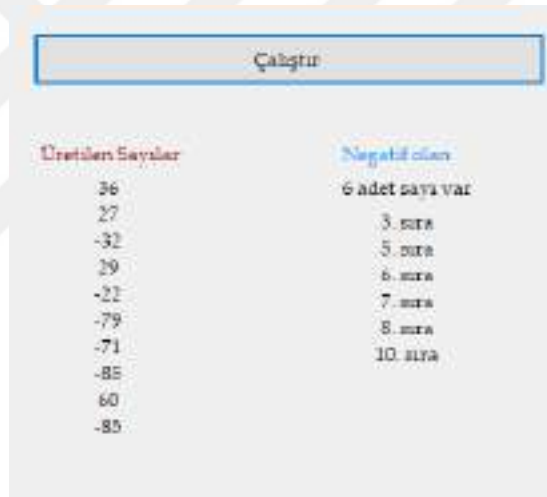 Çalıştır
Üretilen Sayılar
36
27
-32
29
-22
-79
-71
60
-85
Negatif olan
6 adet sayı var
3. sıra
5. sıra
6. sıra
7. sıra
8. sıra
10. sıra